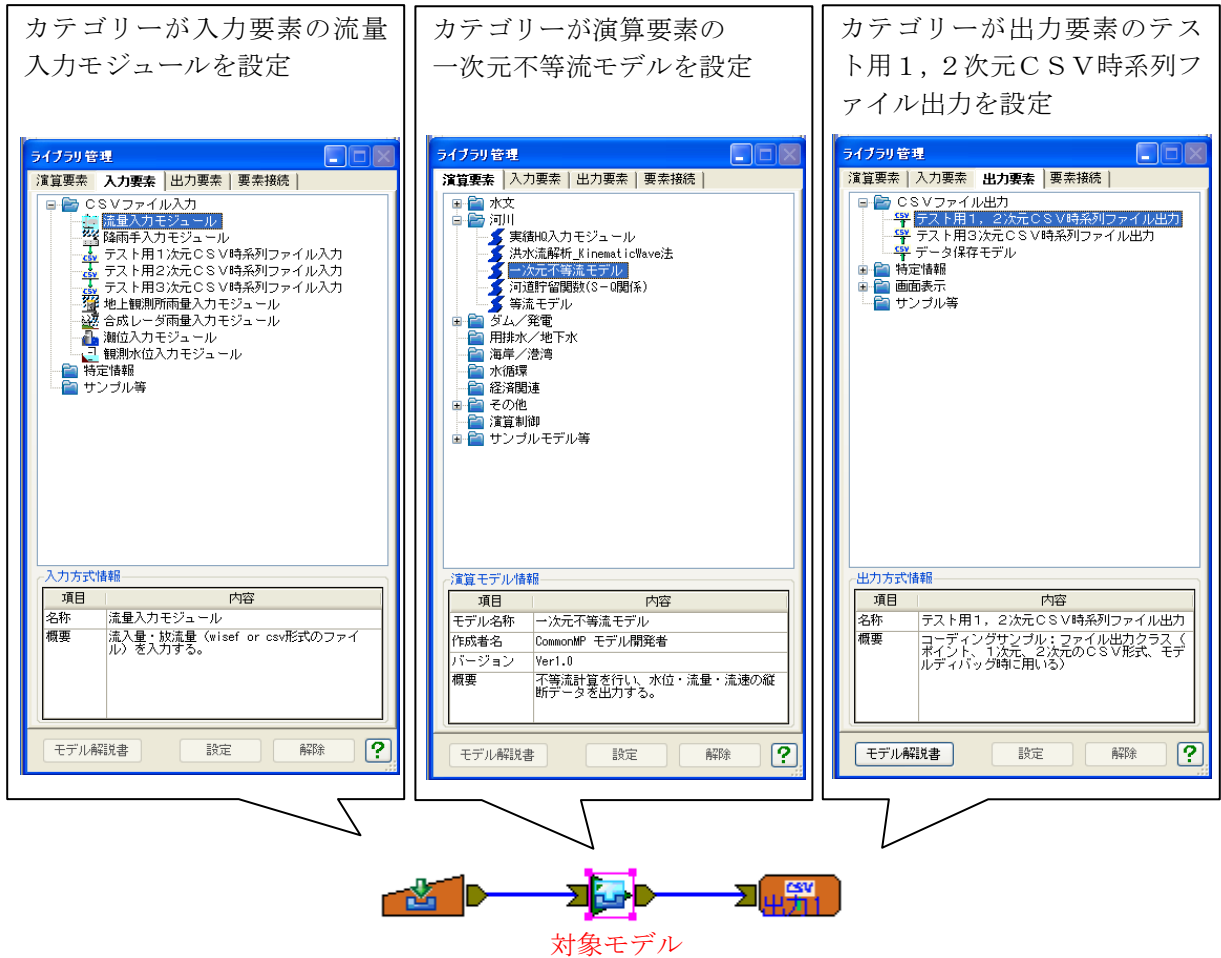 カテゴリーが入力要素の流量
入力モジュールを設定
ライブラリ管理
演算要素 入力要素 出力要素 要素接続
CSVファイル入力
流量入力モジュール
降雨手入力モジュール
テスト用1次元CSV時系列ファイル入力
テスト用2次元CSV時系列ファイル入力
テスト用3次元CSV時系列ファイル入力
地上観測所雨量入力モジュール
合成レーダ雨量入力モジュール
潮位入力モジュール
観測水位入力モジュール
特定情報
サンプル等
入力方式情報
項目 内容
名称 流量入力モジュール
概要 流入量・放流量（wisef or csv形式のファイ
ル）を入力する。
モデル解説書 設定 解除 ?
カテゴリーが演算要素の
一次元不等流モデルを設定
ライブラリ管理
演算要素 入力要素 出力要素 要素接続
水文
河川
実績HQ入力モジュール
洪水流解析_KinematicWave法
一次元不等流モデル
河道貯留関数(S－Q関係)
等流モデル
ダム／発電
用排水／地下水
海岸／港湾
水循環
経済関連
その他
演算制御
サンプルモデル等
演算モデル情報
項目 内容
モデル名称 一次元不等流モデル
作成者名 CommonMP モデル開発者
バージョン Ver1.0
概要 不等流計算を行い、水位・流量・流速の縦
断データを出力する。
モデル解説書 設定 解除 ?
カテゴリーが出力要素のテス
ト用１, ２次元ＣＳＶ時系列フ
ァイル出力を設定
ライブラリ管理
演算要素 入力要素 出力要素 要素接続
CSVファイル出力
テスト用1, 2次元CSV時系列ファイル出力
テスト用3次元CSV時系列ファイル出力
データ保存モデル
特定情報
画面表示
サンプル等
出力方式情報
項目 内容
名称 テスト用1, 2次元CSV時系列ファイル出力
概要 コーディングサンプル：ファイル出力クラス（
ポイント、1次元、2次元のCSV形式、モデ
ルディバッグ時に用いる）
モデル解説書 設定 解除 ?
CSV
出力1
対象モデル